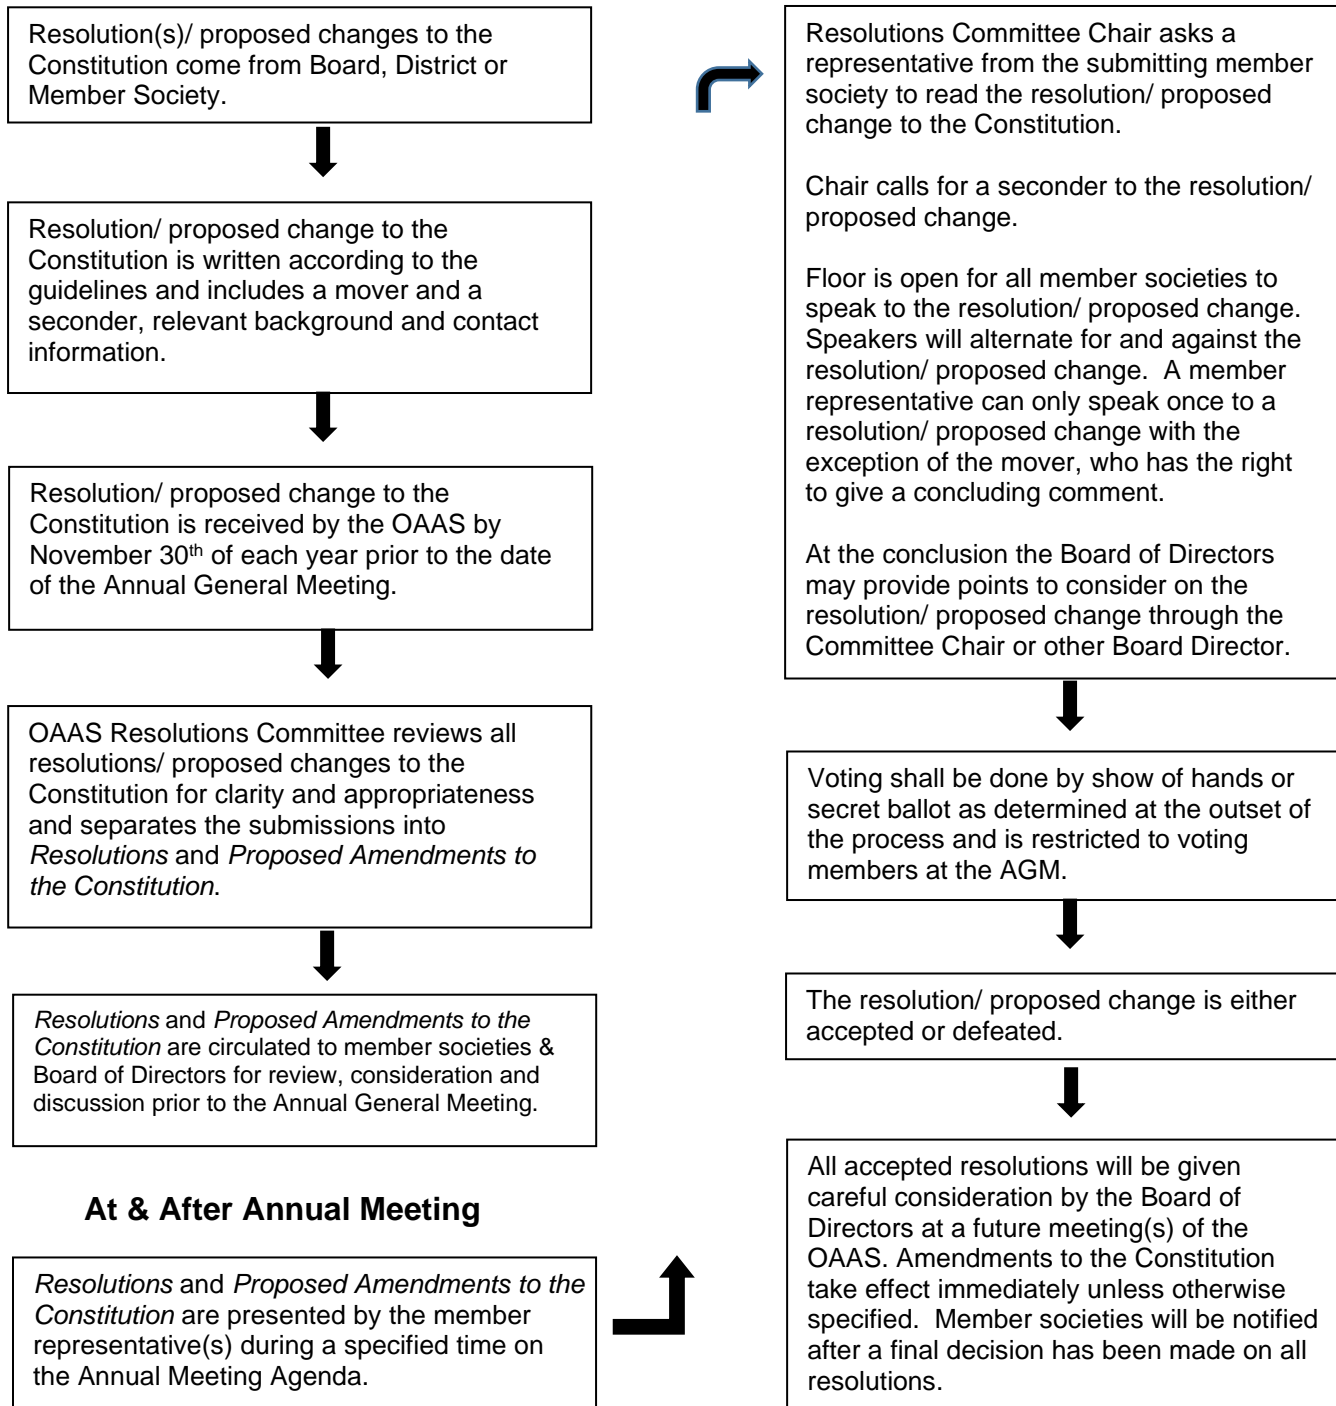 Resolution(s)/ proposed changes to the
Constitution come from Board, District or
Member Society.
Resolution/ proposed change to the
Constitution is written according to the
guidelines and includes a mover and a
seconder, relevant background and contact
information.
Resolution/ proposed change to the
Constitution is received by the OAAS by
November 30th of each year prior to the date
of the Annual General Meeting.
OAAS Resolutions Committee reviews all
resolutions/ proposed changes to the
Constitution for clarity and appropriateness
and separates the submissions into
Resolutions and Proposed Amendments to
the Constitution.
Resolutions and Proposed Amendments to the
Constitution are circulated to member societies &
Board of Directors for review, consideration and
discussion prior to the Annual General Meeting.
At & After Annual Meeting
Resolutions and Proposed Amendments to the
Constitution are presented by the member
representative(s) during a specified time on
the Annual Meeting Agenda.
Resolutions Committee Chair asks a
representative from the submitting member
society to read the resolution/ proposed
change to the Constitution.
Chair calls for a seconder to the resolution/
proposed change.
Floor is open for all member societies to
speak to the resolution/ proposed change.
Speakers will alternate for and against the
resolution/ proposed change.  A member
representative can only speak once to a
resolution/ proposed change with the
exception of the mover, who has the right
to give a concluding comment.
At the conclusion the Board of Directors
may provide points to consider on the
resolution/ proposed change through the
Committee Chair or other Board Director.
Voting shall be done by show of hands or
secret ballot as determined at the outset of
the process and is restricted to voting
members at the AGM.
The resolution/ proposed change is either
accepted or defeated.
All accepted resolutions will be given
careful consideration by the Board of
Directors at a future meeting(s) of the
OAAS. Amendments to the Constitution
take effect immediately unless otherwise
specified.  Member societies will be notified
after a final decision has been made on all
resolutions.